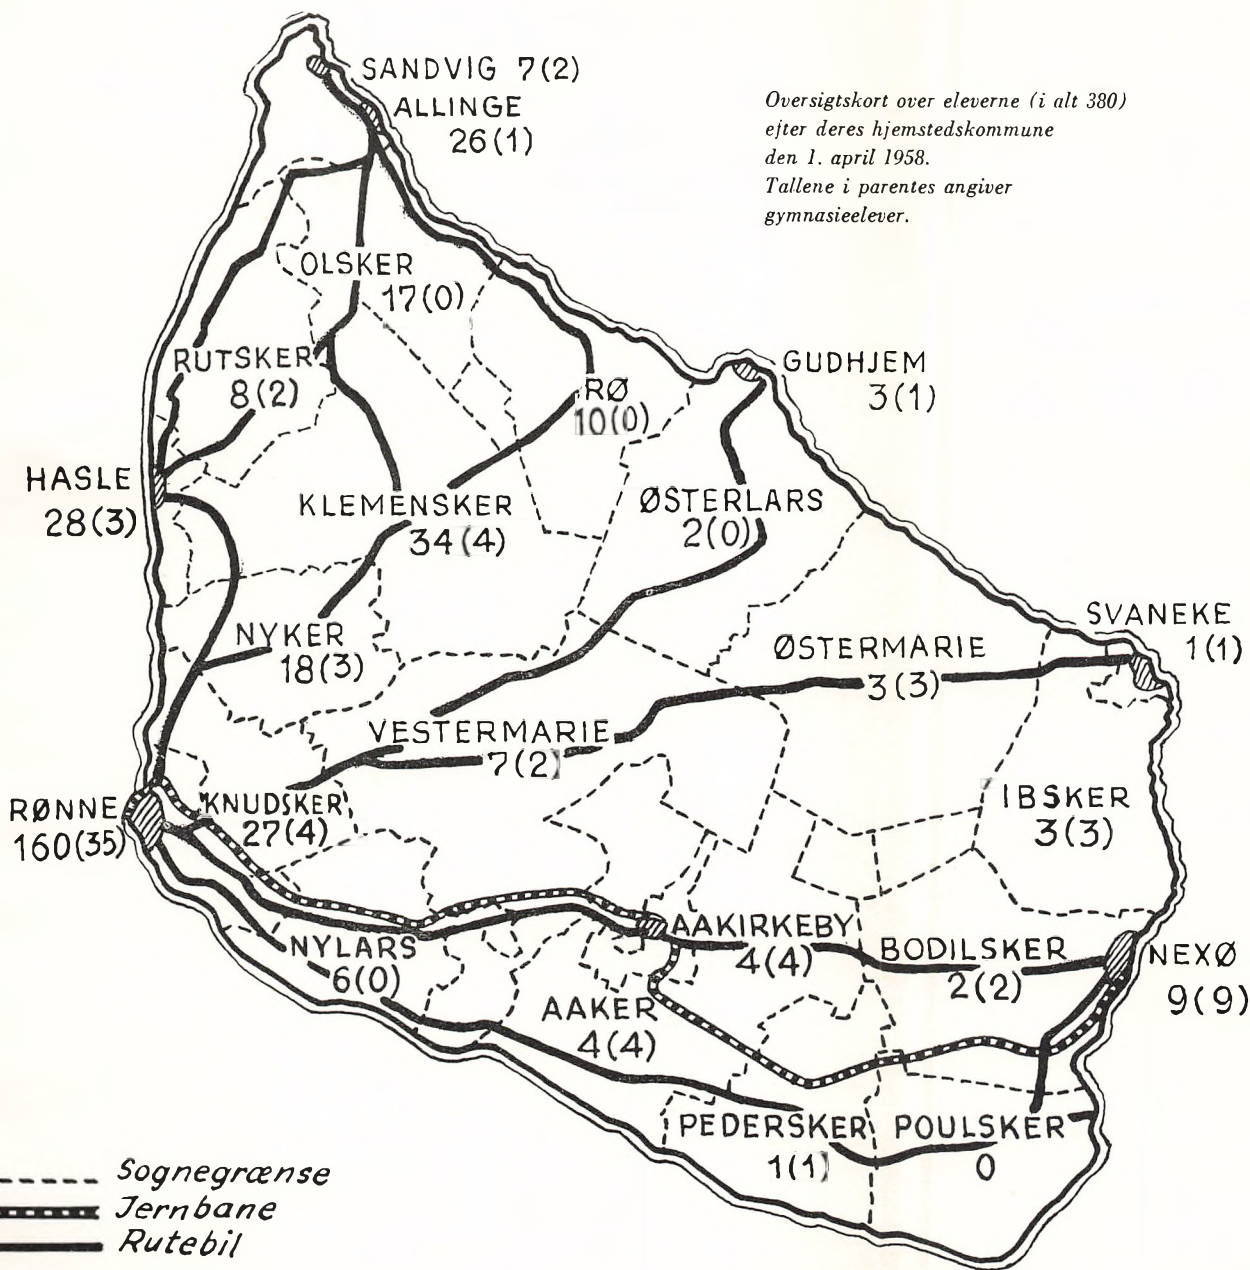 SANDVIG 7(2)
ALLINGE
26(1)
Oversigtskort over eleverne (i alt 380)
efter deres hjemstedskommune
den 1. april 1958.
Tallene i parentes angiver
gymnasieelever.
OLSKER
17(0)
RUTSKER
8(2)
RØ
10(0)
GUDHJEM
3(1)
HASLE
28(3)
KLEMENSKER
34(4)
ØSTERLARS
2(0)
SVANEKE
1(1)
NYKER
18(3)
ØSTERMARIE
3(3)
VESTERMARIE
7(2)
RØNNE
160(35)
KNUDSKER
27(4)
IBSKER
3(3)
NYLARS
6(0)
AAKIRKEBY
4(4)
BODILSKER
2(2)
NEXØ
9(9)
AAKER
4(4)
PEDERSKER
1(1)
POULSKER
0
Sognegrænse
Jernbane
Rutebil